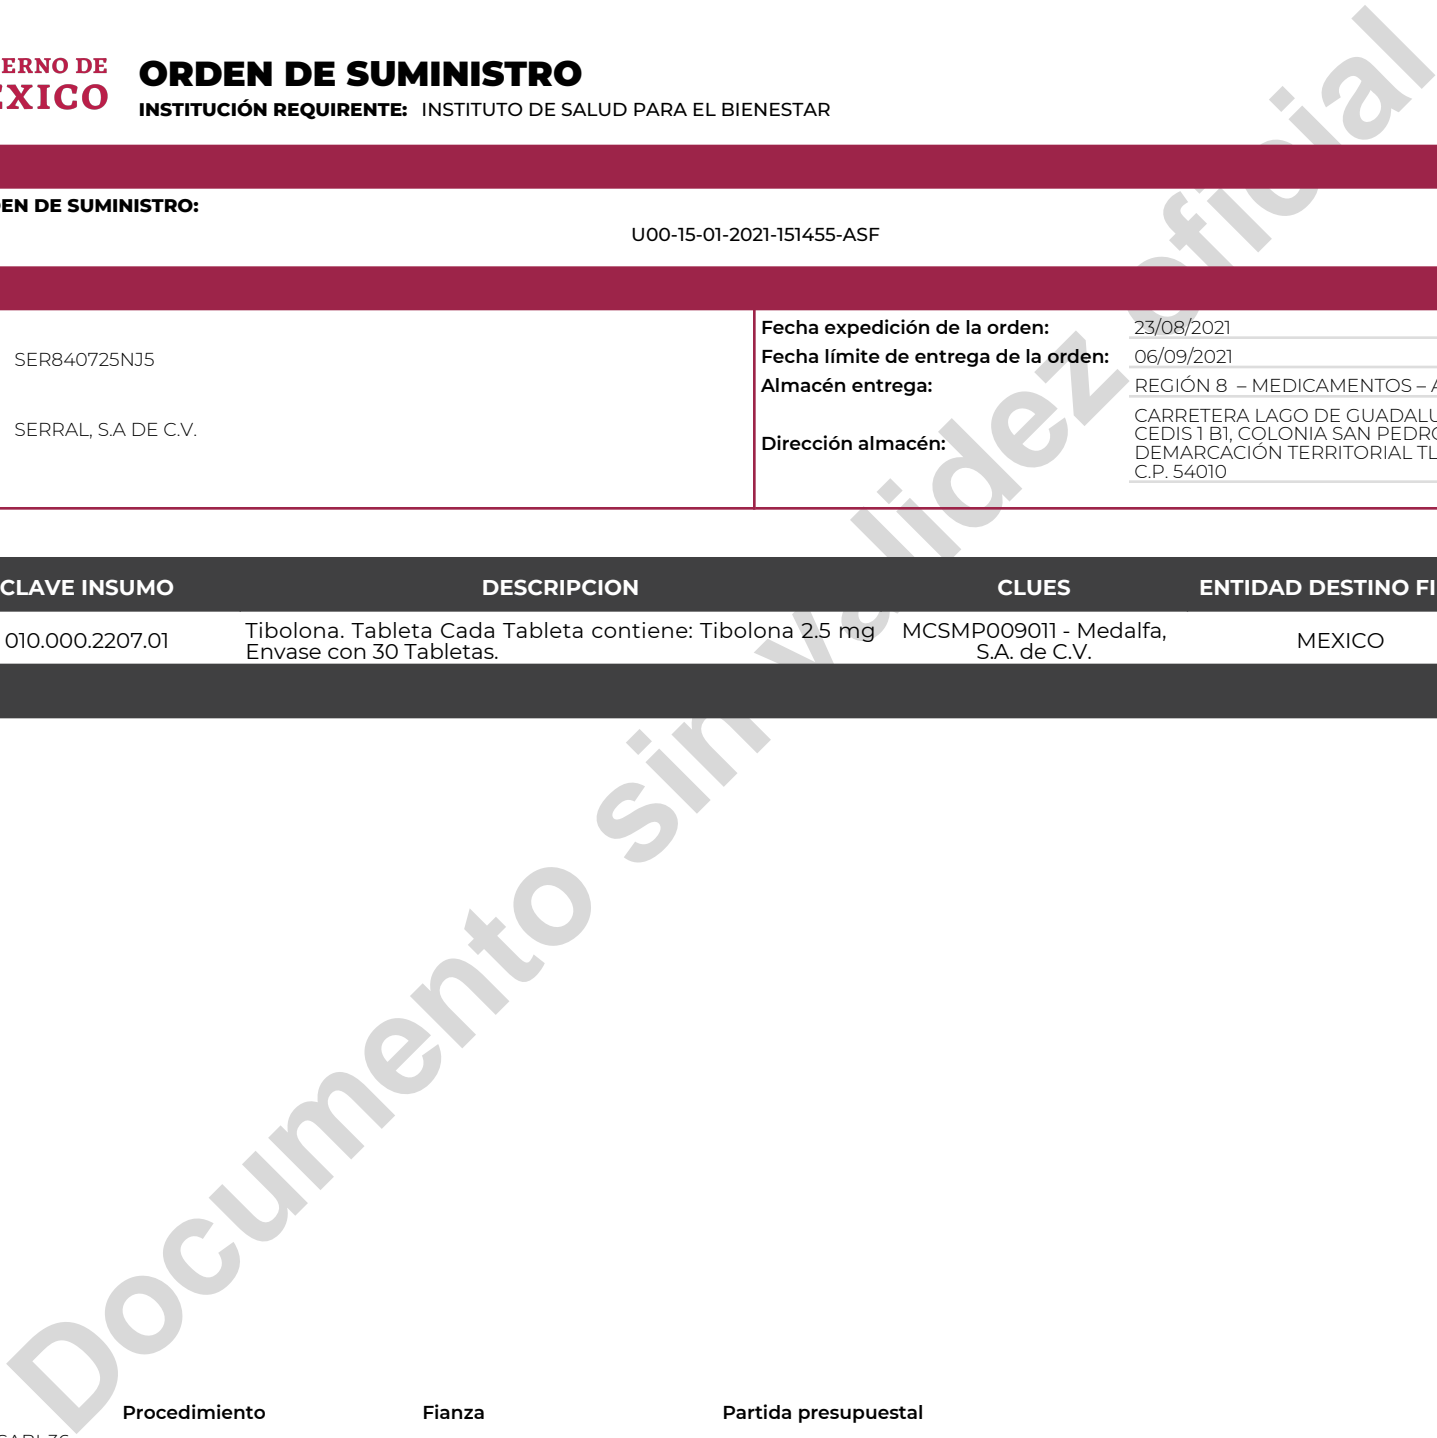 ERNO DE
EXICO
ORDEN DE SUMINISTRO
INSTITUCIÓN REQUIRENTE: INSTITUTO DE SALUD PARA EL BIENESTAR
EN DE SUMINISTRO:
U00-15-01-2021-151455-ASF
SER840725NJ5
SERRAL, S.A DE C.V.
Fecha expedición de la orden: 23/08/2021
Fecha límite de entrega de la orden: 06/09/2021
Almacén entrega: REGIÓN 8 – MEDICAMENTOS – A
Dirección almacén:
CARRETERA LAGO DE GUADALU
CEDIS 1 B1, COLONIA SAN PEDRO
DEMARCACIÓN TERRITORIAL TL
C.P. 54010
CLAVE INSUMO DESCRIPCION CLUES ENTIDAD DESTINO FI
010.000.2207.01
Tibolona. Tableta Cada Tableta contiene: Tibolona 2.5 mg
Envase con 30 Tabletas.
MCSMP009011 - Medalfa,
S.A. de C.V.
MEXICO
Documento sin validez oficial
Procedimiento Fianza Partida presupuestal